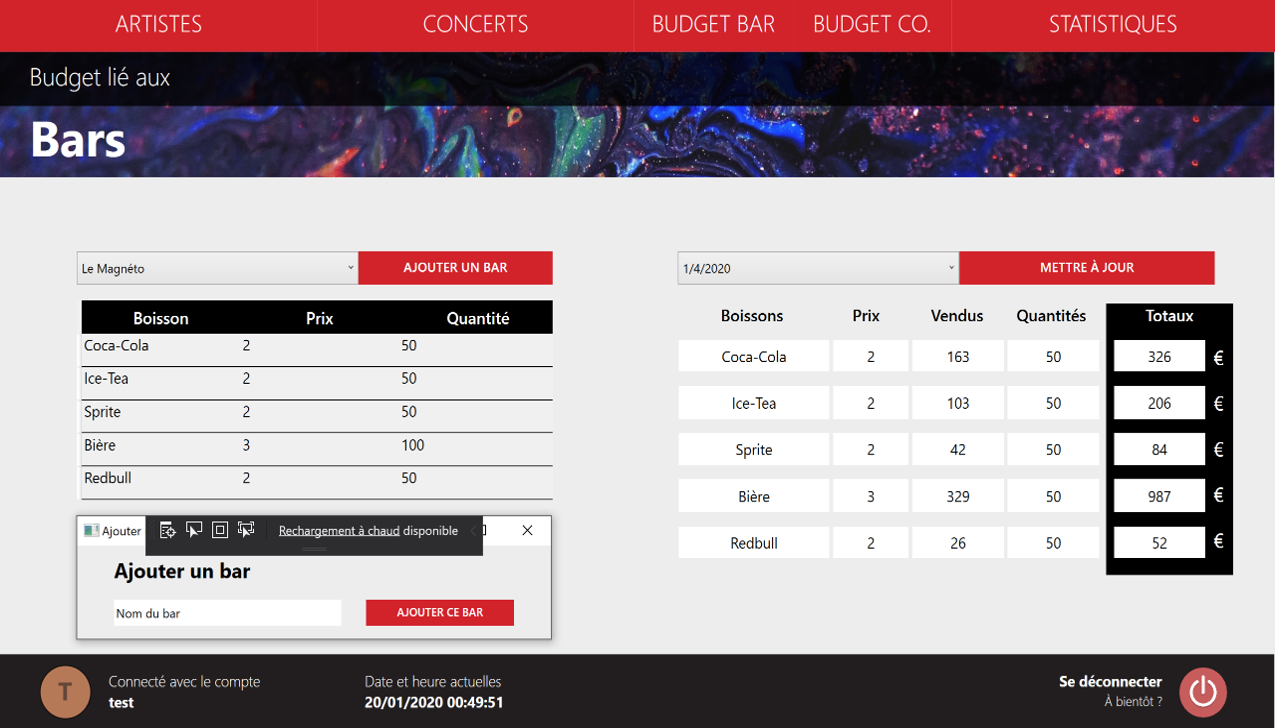 ARTISTES CONCERTS BUDGET BAR BUDGET CO. STATISTIQUES
Budget lié aux
Bars
Le Magnéto AJOUTER UN BAR
Boisson Prix Quantité
Coca-Cola 2 50
Ice-Tea 2 50
Sprite 2 50
Bière 3 100
Redbull 2 50
Ajouter Rechargement à chaud disponible
Ajouter un bar
Nom du bar AJOUTER CE BAR
1/4/2020 METTRE À JOUR
Boissons Prix Vendus Quantités Totaux
Coca-Cola 2 163 50 326 €
Ice-Tea 2 103 50 206 €
Sprite 2 42 50 84 €
Bière 3 329 50 987 €
Redbull 2 26 50 52 €
T
Connecté avec le compte
test
Date et heure actuelles
20/01/2020 00:49:51
Se déconnecter
À bientôt ?